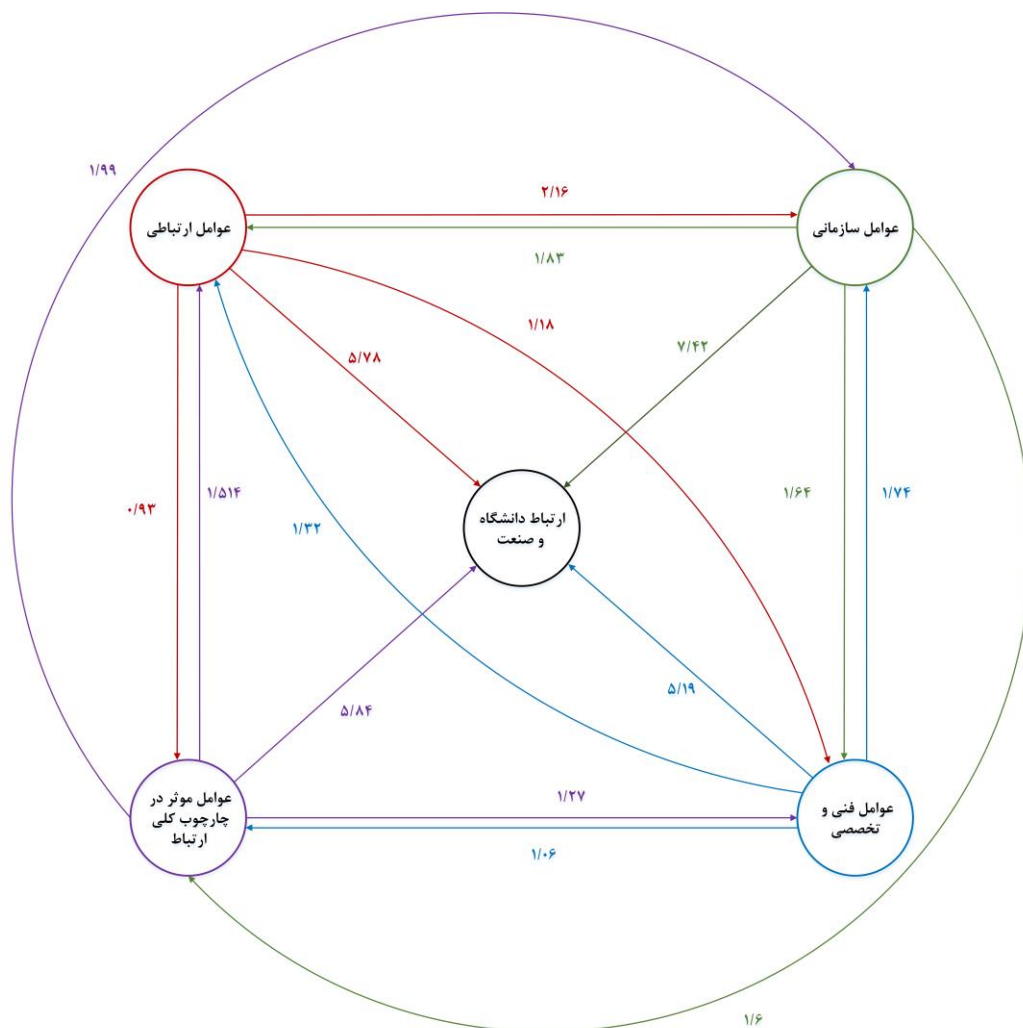 ۱/۹۹
۲/۱۶
عوامل سازمانی
عوامل ارتباطی
۱/۸۳
۱/۱۸
۷/۴۲
۵/۷۸
۱/۷۴
۱/۶۴
۱/۵۱۴
۰/۹۳
ارتباط دانشگاه
و صنعت
۱/۳۲
۵/۱۹
۵/۸۴
۱/۲۷
عوامل فنی و
تخصصی
عوامل موثر در
چارچوب کلی
ارتباط
۱/۰۶
۱/۶